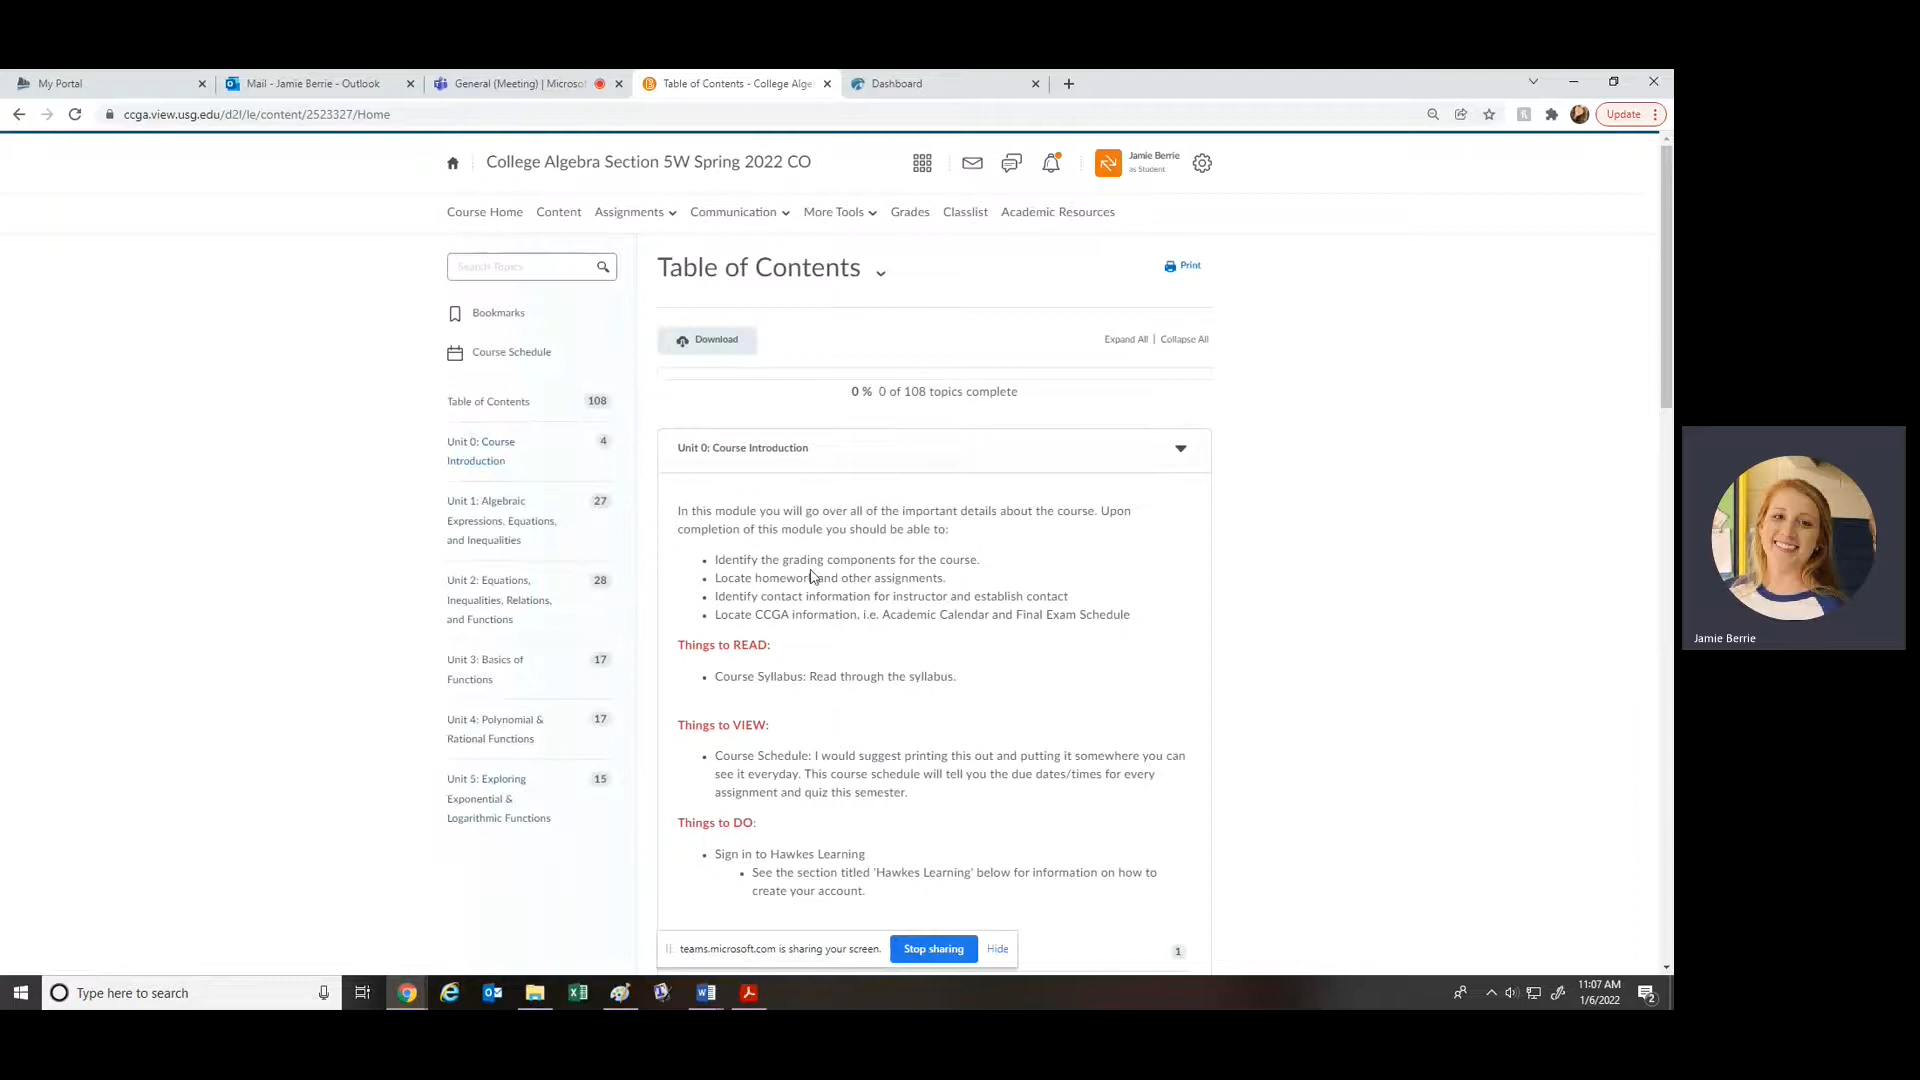 My Portal
Mail - Jamie Berrie - Outlook
General (Meeting) | Microso
Table of Contents - College Alge
Dashboard
ccga.view.usg.edu/d2l/le/content/2523327/Home
Update
College Algebra Section 5W Spring 2022 CO
Jamie Berrie
as Student
Course Home
Content
Assignments
Communication
More Tools
Grades
Classlist
Academic Resources
Search Topics
Bookmarks
Course Schedule
Table of Contents 108
Unit 0: Course 4
Introduction
Unit 1: Algebraic 27
Expressions, Equations,
and Inequalities
Unit 2: Equations, 28
Inequalities, Relations,
and Functions
Unit 3: Basics of 17
Functions
Unit 4: Polynomial & 17
Rational Functions
Unit 5: Exploring 15
Exponential &
Logarithmic Functions
Table of Contents
Print
Download
Expand All | Collapse All
0 % 0 of 108 topics complete
Unit 0: Course Introduction
In this module you will go over all of the important details about the course. Upon
completion of this module you should be able to:
Identify the grading components for the course.
Locate homework and other assignments.
Identify contact information for instructor and establish contact
Locate CCGA information, i.e. Academic Calendar and Final Exam Schedule
Things to READ:
Course Syllabus: Read through the syllabus.
Things to VIEW:
Course Schedule: I would suggest printing this out and putting it somewhere you can
see it everyday. This course schedule will tell you the due dates/times for every
assignment and quiz this semester.
Things to DO:
Sign in to Hawkes Learning
See the section titled 'Hawkes Learning' below for information on how to
create your account.
teams.microsoft.com is sharing your screen.
Stop sharing
Hide
1
Jamie Berrie
Type here to search
11:07 AM
1/6/2022
2